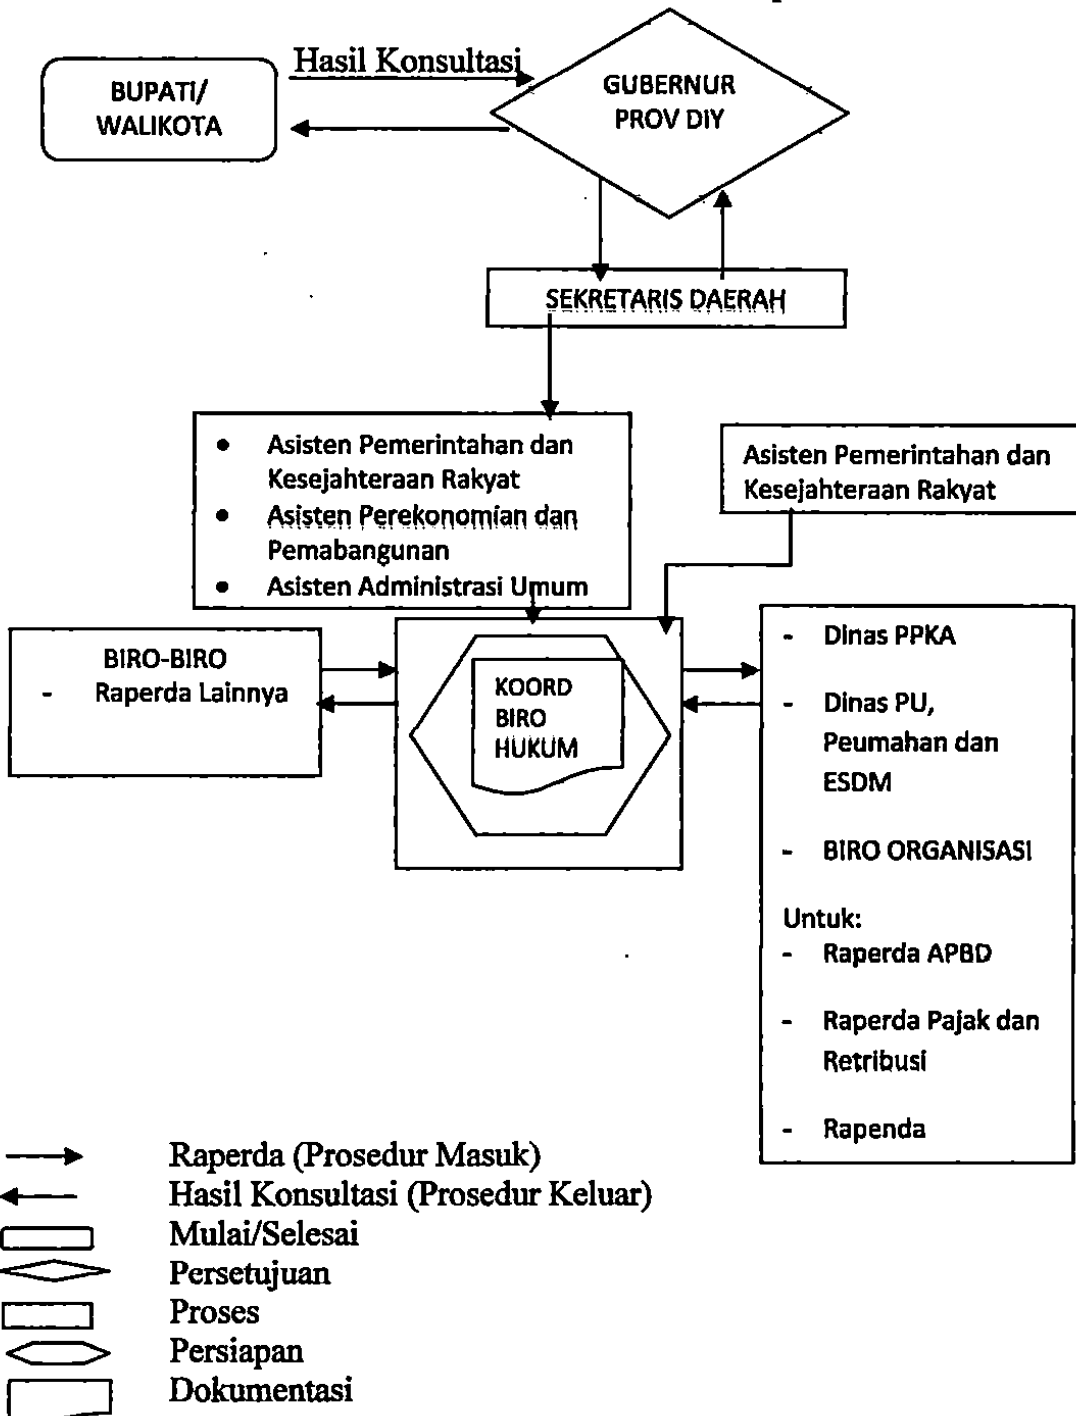 Hasil Konsultasi
BUPATI/
WALIKOTA
GUBERNUR
PROV DIY
SEKRETARIS DAERAH
• Asisten Pemerintahan dan
Kesejahteraan Rakyat
• Asisten Perekonomian dan
Pemabangunan
• Asisten Administrasi Umum
Asisten Pemerintahan dan
Kesejahteraan Rakyat
BIRO-BIRO
- Raperda Lainnya
KOORD
BIRO
HUKUM
- Dinas PPKA
- Dinas PU,
Peumahan dan
ESDM
- BIRO ORGANISASI
Untuk:
- Raperda APBD
- Raperda Pajak dan
Retribusi
- Rapenda
Raperda (Prosedur Masuk)
Hasil Konsultasi (Prosedur Keluar)
Mulai/Selesai
Persetujuan
Proses
Persiapan
Dokumentasi